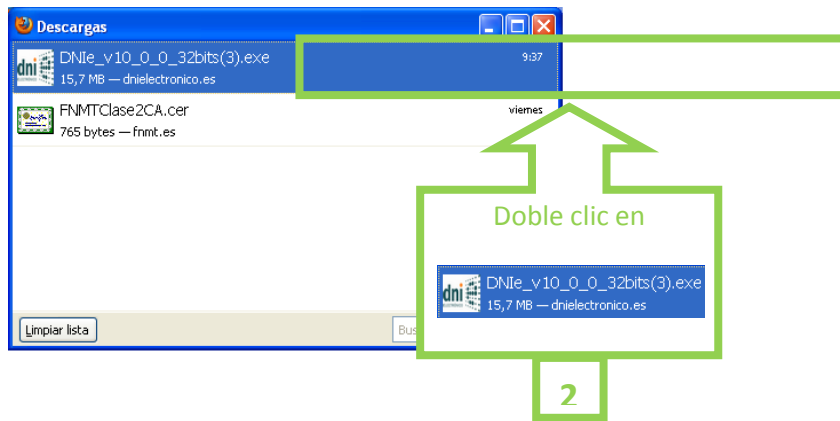 Descargas
DNIe_v10_0_0_32bits(3).exe
9:37
15,7 MB — dnielectronico.es
FNMTClase2CA.cer
viernes
765 bytes — fnmt.es
Doble clic en
dni
DNIe_v10_0_0_32bits(3).exe
15,7 MB — dnielectronico.es
Limpiar lista
2